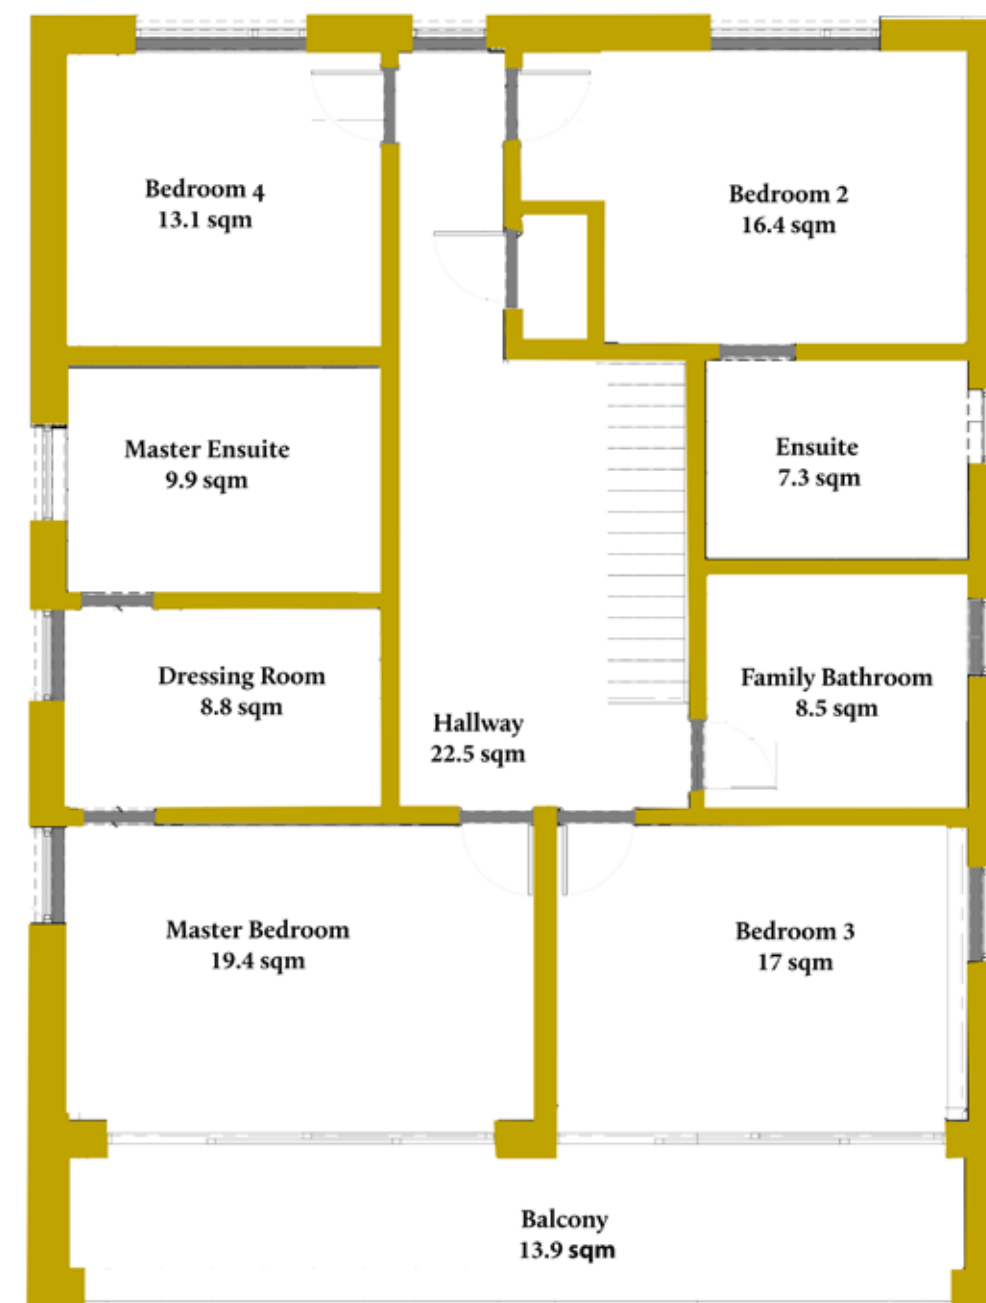 Bedroom 4
13.1 sqm
Bedroom 2
16.4 sqm
Master Ensuite
9.9 sqm
Ensuite
7.3 sqm
Dressing Room
8.8 sqm
Family Bathroom
8.5 sqm
Hallway
22.5 sqm
Master Bedroom
19.4 sqm
Bedroom 3
17 sqm
Balcony
13.9 sqm